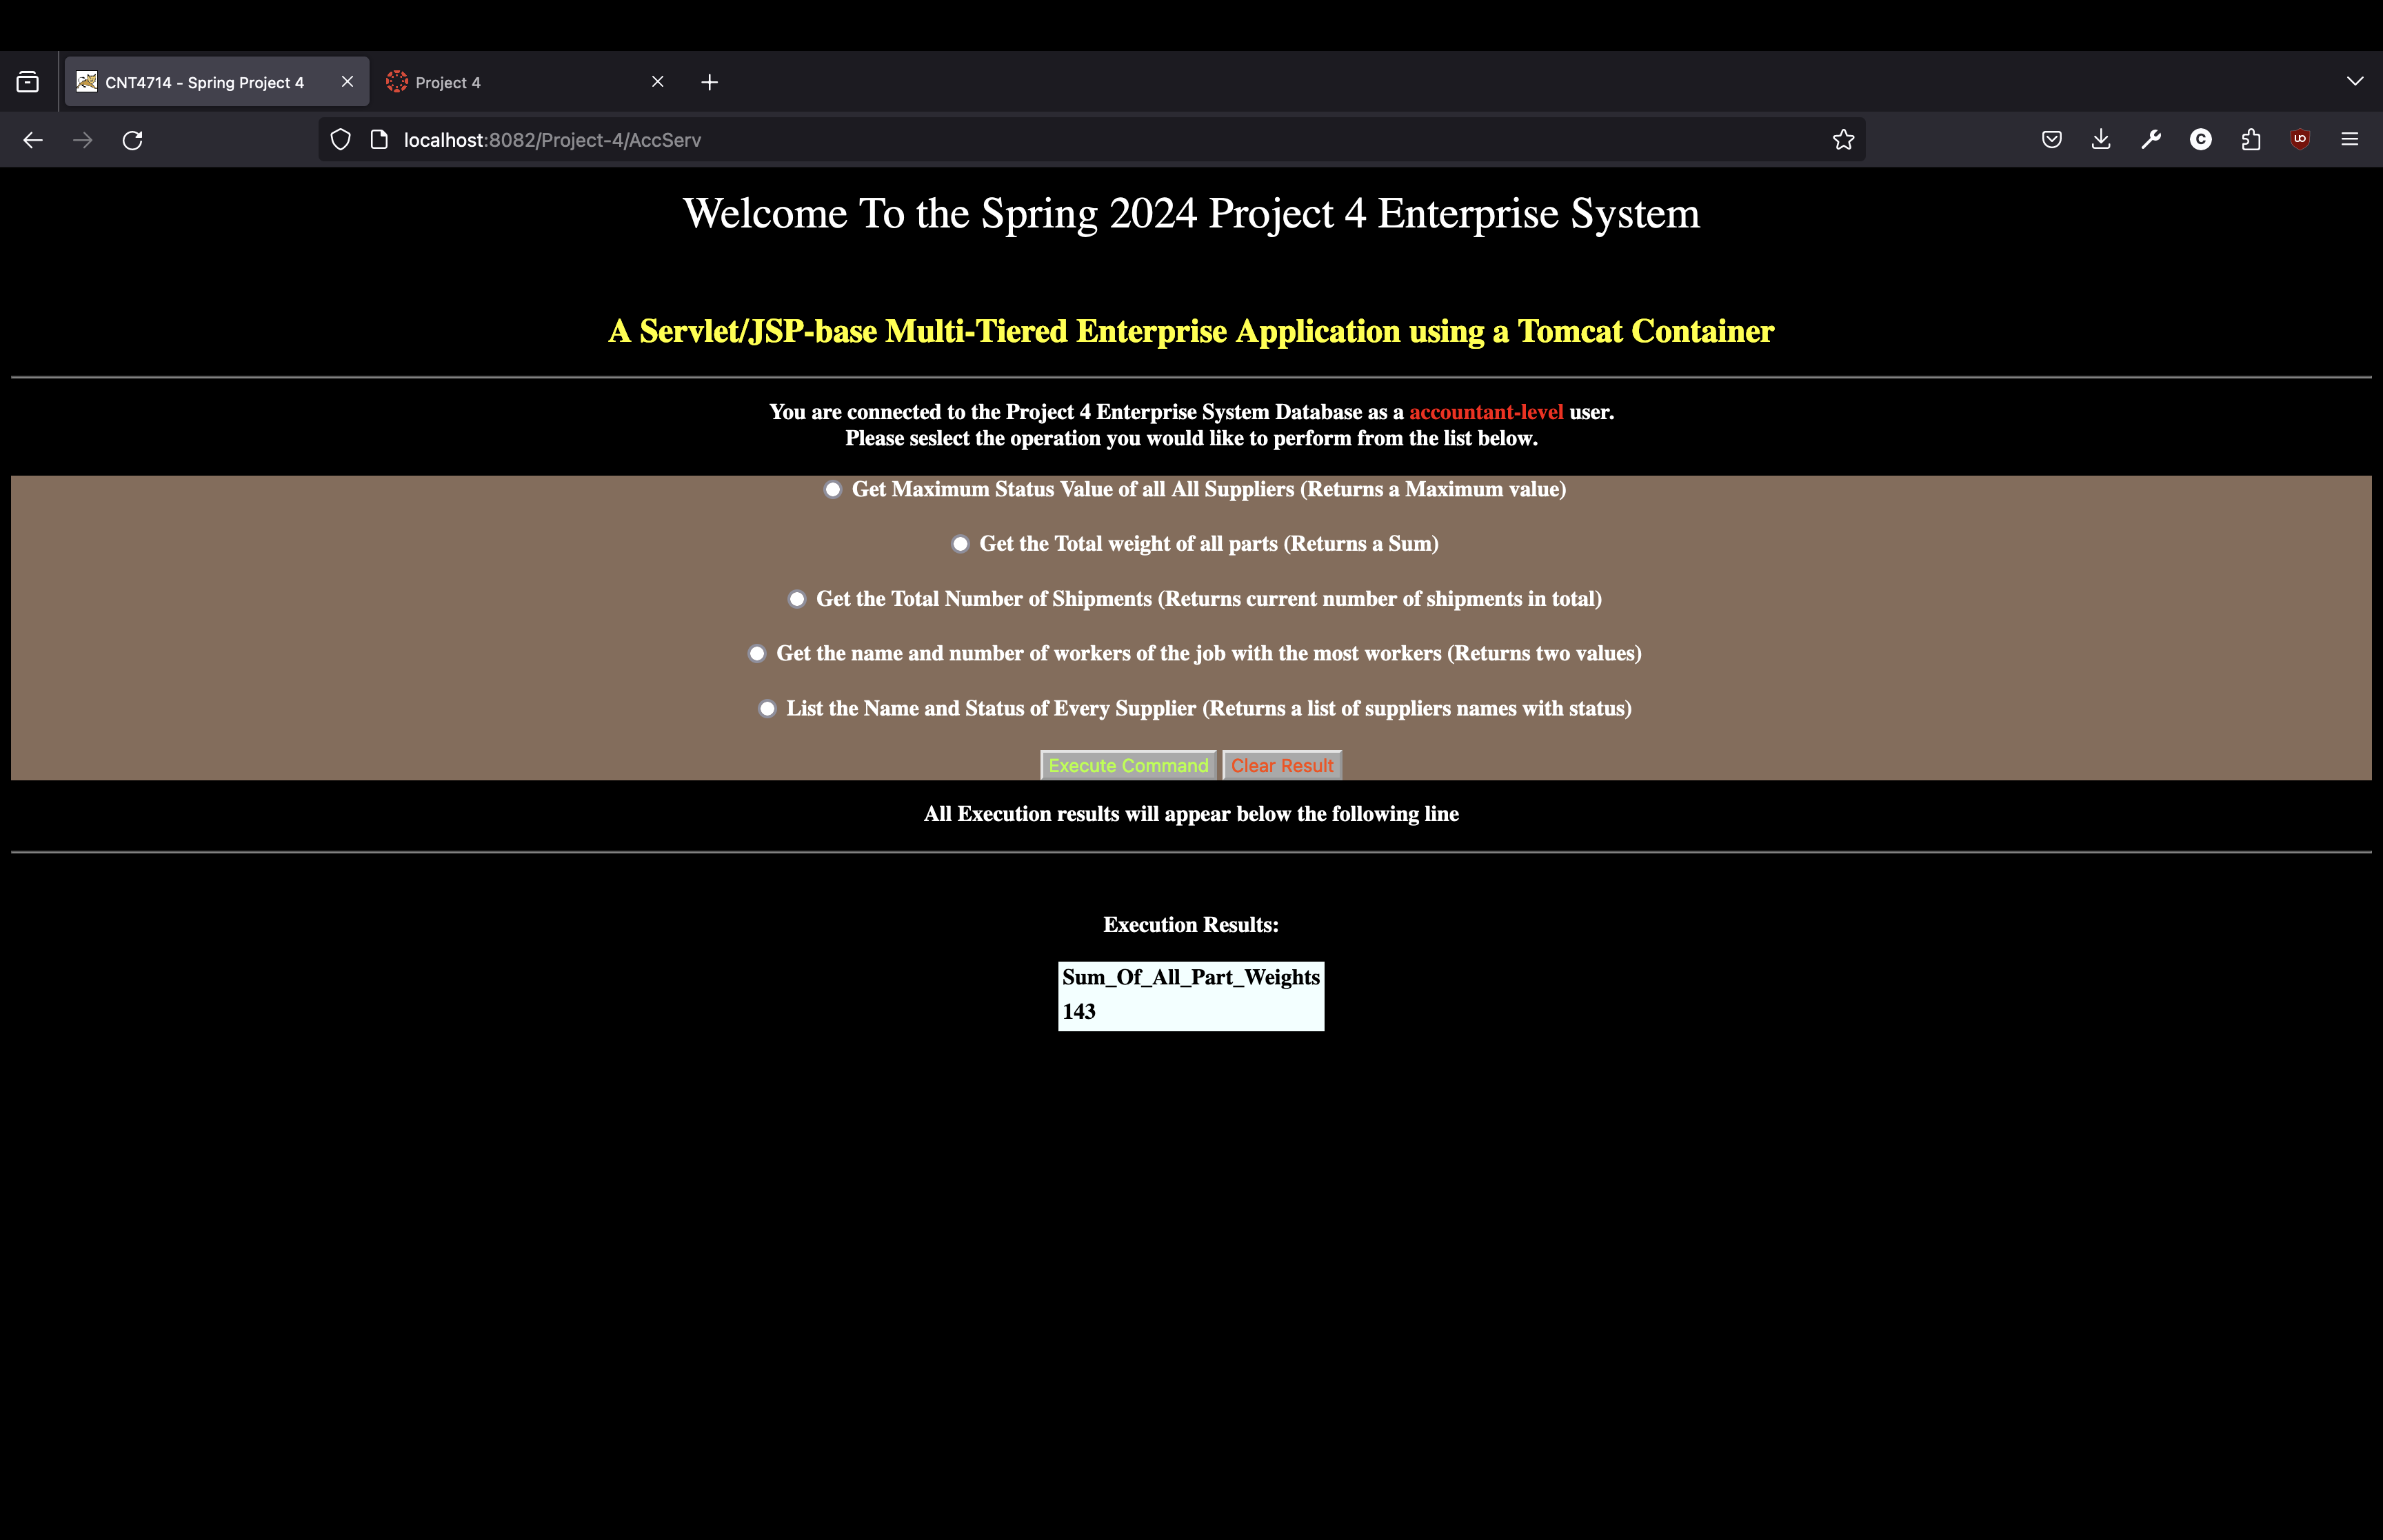 CNT4714 - Spring Project 4
Project 4
localhost:8082/Project-4/AccServ
Welcome To the Spring 2024 Project 4 Enterprise System
A Servlet/JSP-base Multi-Tiered Enterprise Application using a Tomcat Container
You are connected to the Project 4 Enterprise System Database as a accountant-level user.
Please seslect the operation you would like to perform from the list below.
Get Maximum Status Value of all All Suppliers (Returns a Maximum value)
Get the Total weight of all parts (Returns a Sum)
Get the Total Number of Shipments (Returns current number of shipments in total)
Get the name and number of workers of the job with the most workers (Returns two values)
List the Name and Status of Every Supplier (Returns a list of suppliers names with status)
Execute Command Clear Result
All Execution results will appear below the following line
Execution Results:
Sum_Of_All_Part_Weights
143